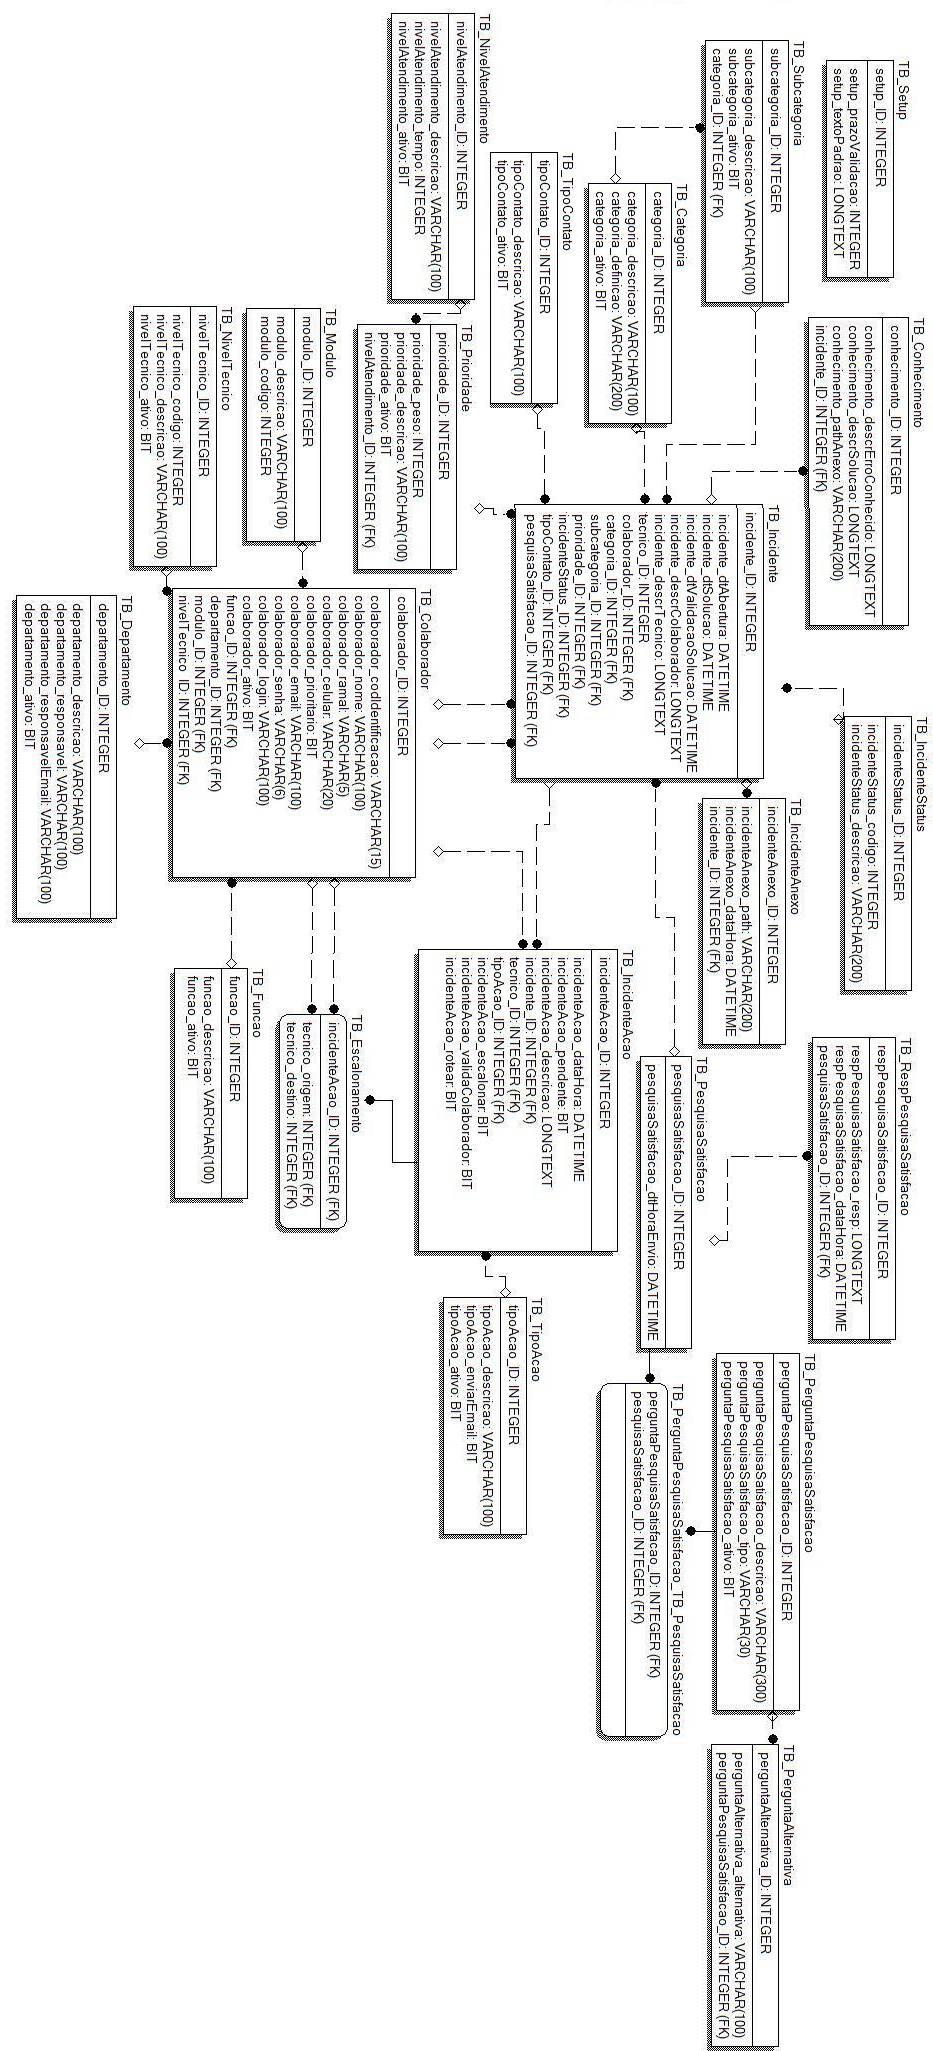 TB_Setup
setup_ID: INTEGER
setup_prazoValidacao: INTEGER
setup_textoPadrao: LONGTEXT
TB_Conhecimento
conhecimento_ID: INTEGER
conhecimento_descrErroConhecido: LONGTEXT
conhecimento_descrSolucao: LONGTEXT
conhecimento_pathAnexo: VARCHAR(200)
incidente_ID: INTEGER (FK)
TB_IncidenteStatus
incidenteStatus_ID: INTEGER
incidenteStatus_codigo: INTEGER
incidenteStatus_descricao: VARCHAR(200)
TB_RespPesquisaSatisfacao
respPesquisaSatisfacao_ID: INTEGER
respPesquisaSatisfacao_resp: LONGTEXT
respPesquisaSatisfacao_dataHora: DATETIME
pesquisaSatisfacao_ID: INTEGER (FK)
TB_Subcategoria
subcategoria_ID: INTEGER
subcategoria_descricao: VARCHAR(100)
subcategoria_ativo: BIT
categoria_ID: INTEGER (FK)
TB_IncidenteAnexo
incidenteAnexo_ID: INTEGER
incidenteAnexo_path: VARCHAR(200)
incidenteAnexo_dataHora: DATETIME
incidente_ID: INTEGER (FK)
TB_PerguntaPesquisaSatisfacao
perguntaPesquisaSatisfacao_ID: INTEGER
perguntaPesquisaSatisfacao_descricao: VARCHAR(300)
perguntaPesquisaSatisfacao_tipo: VARCHAR(30)
perguntaPesquisaSatisfacao_ativo: BIT
TB_PerguntaAlternativa
perguntaAlternativa_ID: INTEGER
perguntaAlternativa_alternativa: VARCHAR(100)
perguntaPesquisaSatisfacao_ID: INTEGER (FK)
TB_Categoria
categoria_ID: INTEGER
categoria_descricao: VARCHAR(100)
categoria_definicao: VARCHAR(200)
categoria_ativo: BIT
TB_Incidente
incidente_ID: INTEGER
incidente_dtAbertura: DATETIME
incidente_dtSolucao: DATETIME
incidente_dtValidacaoSolucao: DATETIME
incidente_descrColaborador: LONGTEXT
incidente_descrTecnico: LONGTEXT
tecnico_ID: INTEGER
colaborador_ID: INTEGER (FK)
categoria_ID: INTEGER (FK)
subcategoria_ID: INTEGER (FK)
prioridade_ID: INTEGER (FK)
incidenteStatus_ID: INTEGER (FK)
tipoContato_ID: INTEGER (FK)
pesquisaSatisfacao_ID: INTEGER (FK)
TB_PesquisaSatisfacao
pesquisaSatisfacao_ID: INTEGER
pesquisaSatisfacao_dtHoraEnvio: DATETIME
TB_PerguntaPesquisaSatisfacao_TB_PesquisaSatisfacao
perguntaPesquisaSatisfacao_ID: INTEGER (FK)
pesquisaSatisfacao_ID: INTEGER (FK)
TB_TipoContato
tipoContato_ID: INTEGER
tipoContato_descricao: VARCHAR(100)
tipoContato_ativo: BIT
TB_IncidenteAcao
incidenteAcao_ID: INTEGER
incidenteAcao_dataHora: DATETIME
incidenteAcao_pendente: BIT
incidenteAcao_descricao: LONGTEXT
incidente_ID: INTEGER (FK)
tecnico_ID: INTEGER (FK)
tipoAcao_ID: INTEGER (FK)
incidenteAcao_escalonar: BIT
incidenteAcao_validaColaborador: BIT
incidenteAcao_rotear: BIT
TB_TipoAcao
tipoAcao_ID: INTEGER
tipoAcao_descricao: VARCHAR(100)
tipoAcao_enviarEmail: BIT
tipoAcao_ativo: BIT
TB_NivelAtendimento
nivelAtendimento_ID: INTEGER
nivelAtendimento_descricao: VARCHAR(100)
nivelAtendimento_tempo: INTEGER
nivelAtendimento_ativo: BIT
TB_Prioridade
prioridade_ID: INTEGER
prioridade_peso: INTEGER
prioridade_descricao: VARCHAR(100)
prioridade_ativo: BIT
nivelAtendimento_ID: INTEGER (FK)
TB_Colaborador
colaborador_ID: INTEGER
colaborador_codIdentificacao: VARCHAR(15)
colaborador_nome: VARCHAR(100)
colaborador_ramal: VARCHAR(5)
colaborador_celular: VARCHAR(20)
colaborador_prioritario: BIT
colaborador_email: VARCHAR(100)
colaborador_senha: VARCHAR(6)
colaborador_login: VARCHAR(100)
colaborador_ativo: BIT
funcao_ID: INTEGER (FK)
departamento_ID: INTEGER (FK)
modulo_ID: INTEGER (FK)
nivelTecnico_ID: INTEGER (FK)
TB_Escalonamento
incidenteAcao_ID: INTEGER (FK)
tecnico_origem: INTEGER (FK)
tecnico_destino: INTEGER (FK)
TB_Modulo
modulo_ID: INTEGER
modulo_descricao: VARCHAR(100)
modulo_codigo: INTEGER
TB_Funcao
funcao_ID: INTEGER
funcao_descricao: VARCHAR(100)
funcao_ativo: BIT
TB_NivelTecnico
nivelTecnico_ID: INTEGER
nivelTecnico_codigo: INTEGER
nivelTecnico_descricao: VARCHAR(100)
nivelTecnico_ativo: BIT
TB_Departamento
departamento_ID: INTEGER
departamento_descricao: VARCHAR(100)
departamento_responsavel: VARCHAR(100)
departamento_responsavelEmail: VARCHAR(100)
departamento_ativo: BIT